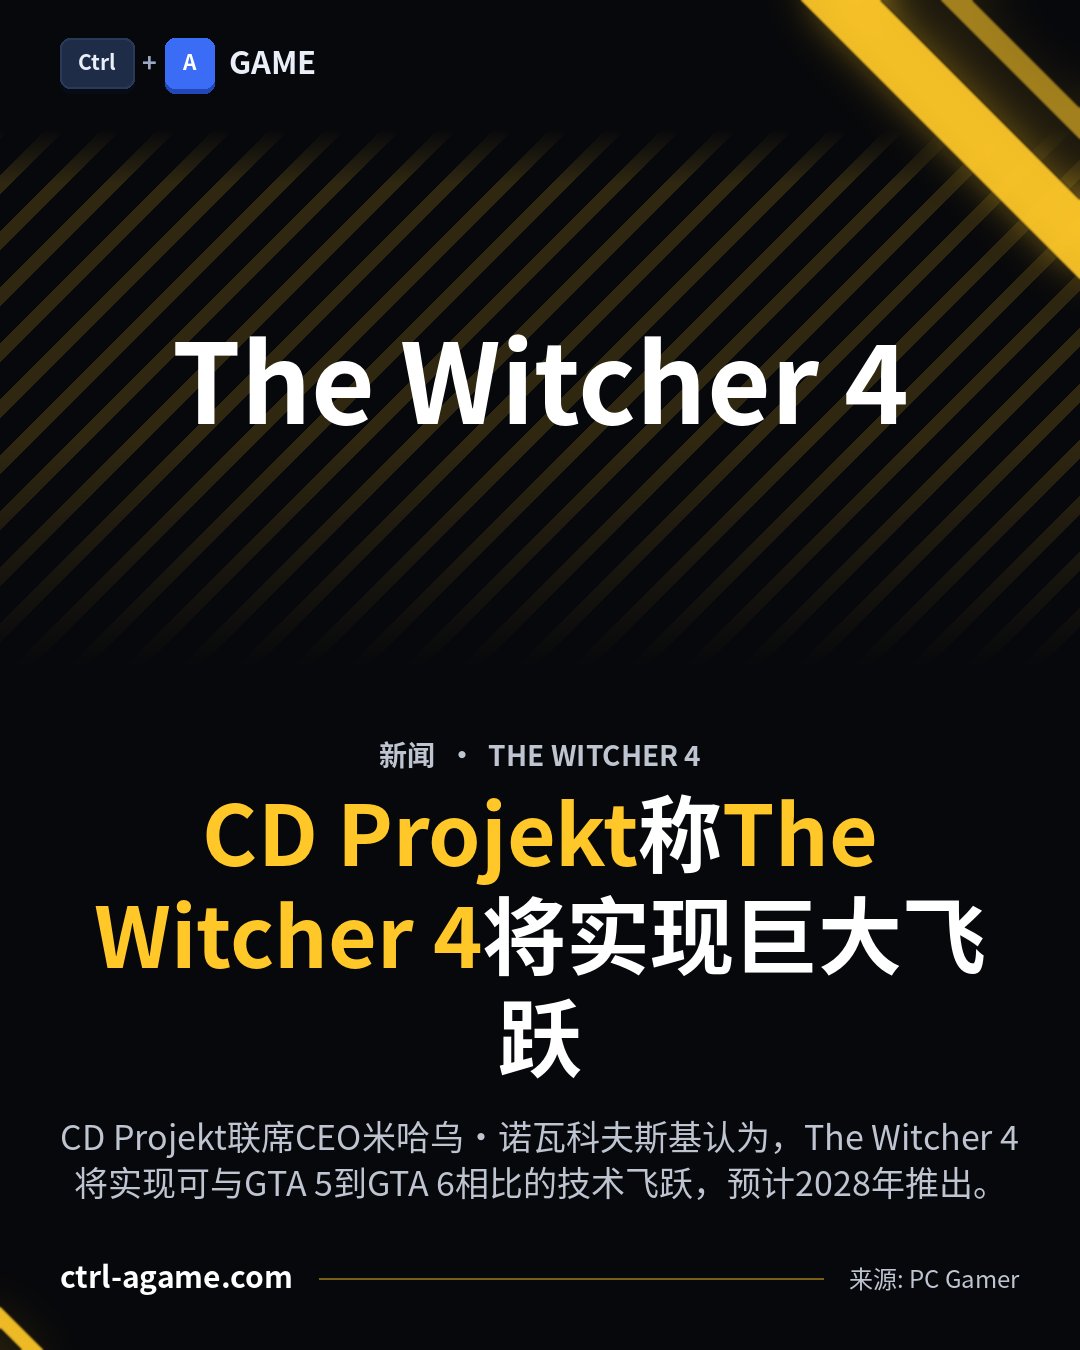 Ctrl + A GAME
The Witcher 4
新闻 · THE WITCHER 4
CD Projekt称The
Witcher 4将实现巨大飞
跃
CD Projekt联席CEO米哈乌·诺瓦科夫斯基认为，The Witcher 4
将实现可与GTA 5到GTA 6相比的技术飞跃，预计2028年推出。
ctrl-agame.com
来源: PC Gamer